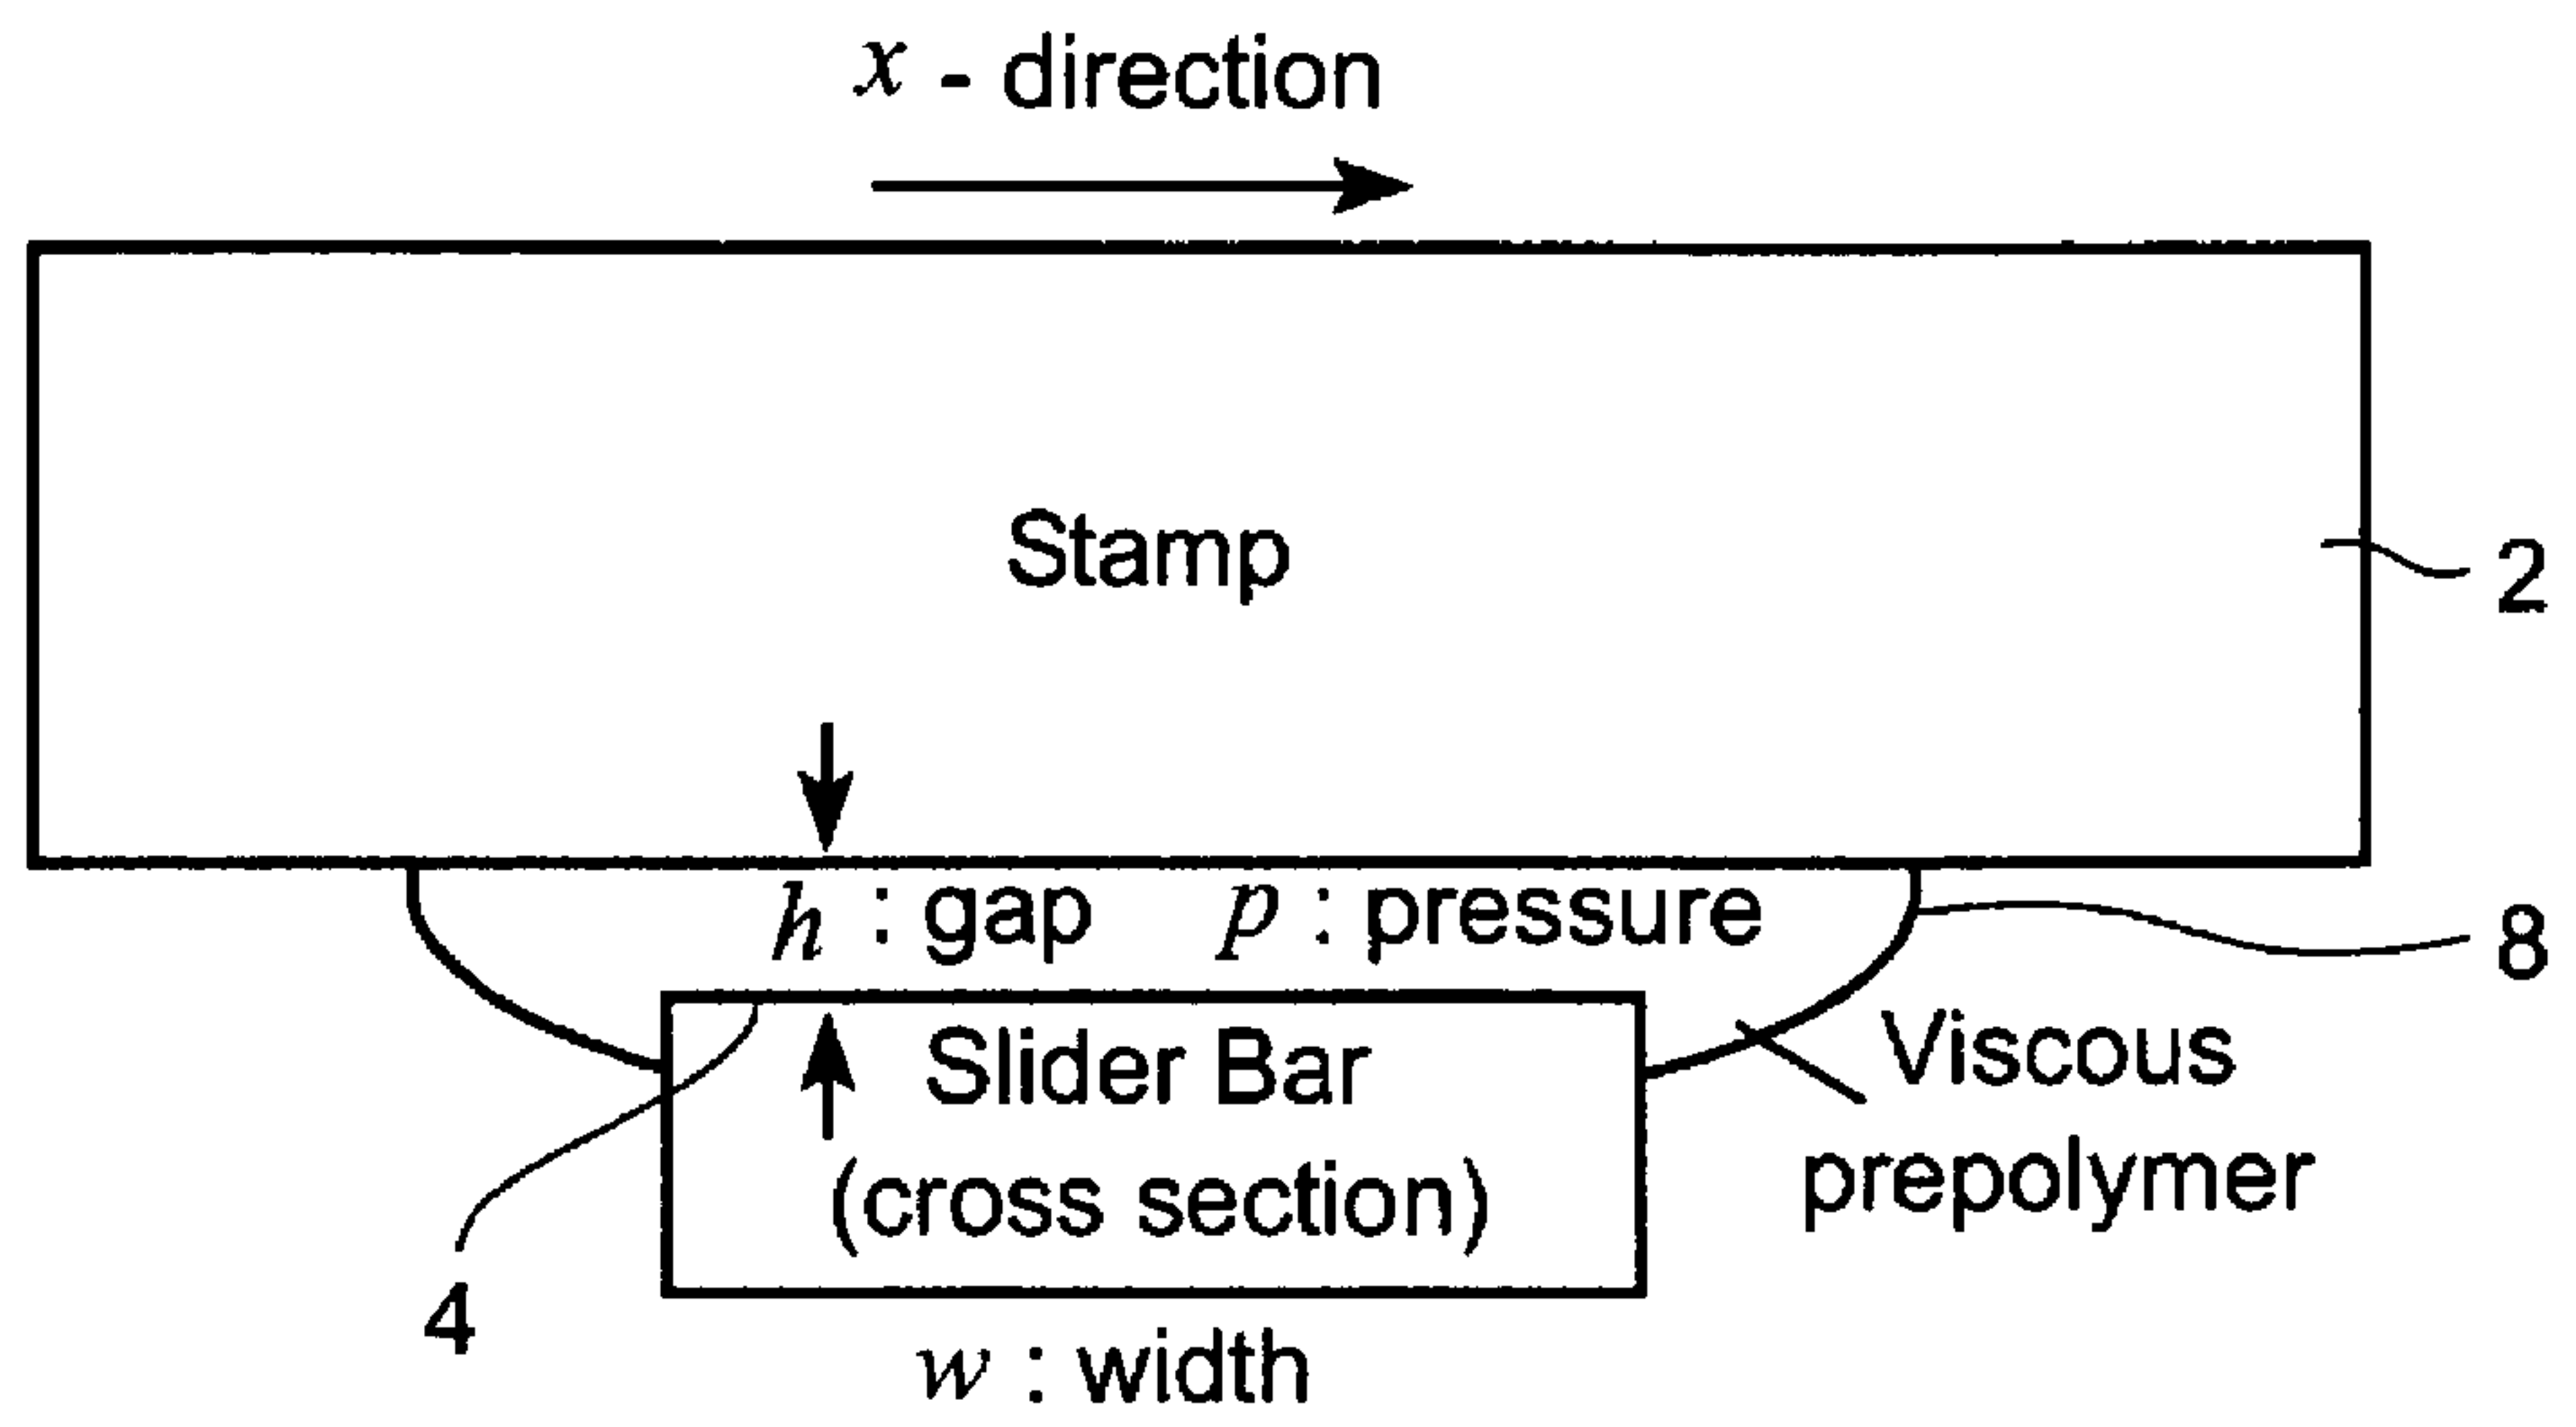 x - direction
Stamp
2
h : gap p : pressure
8
Slider Bar
(cross section)
Viscous
prepolymer
4
w : width